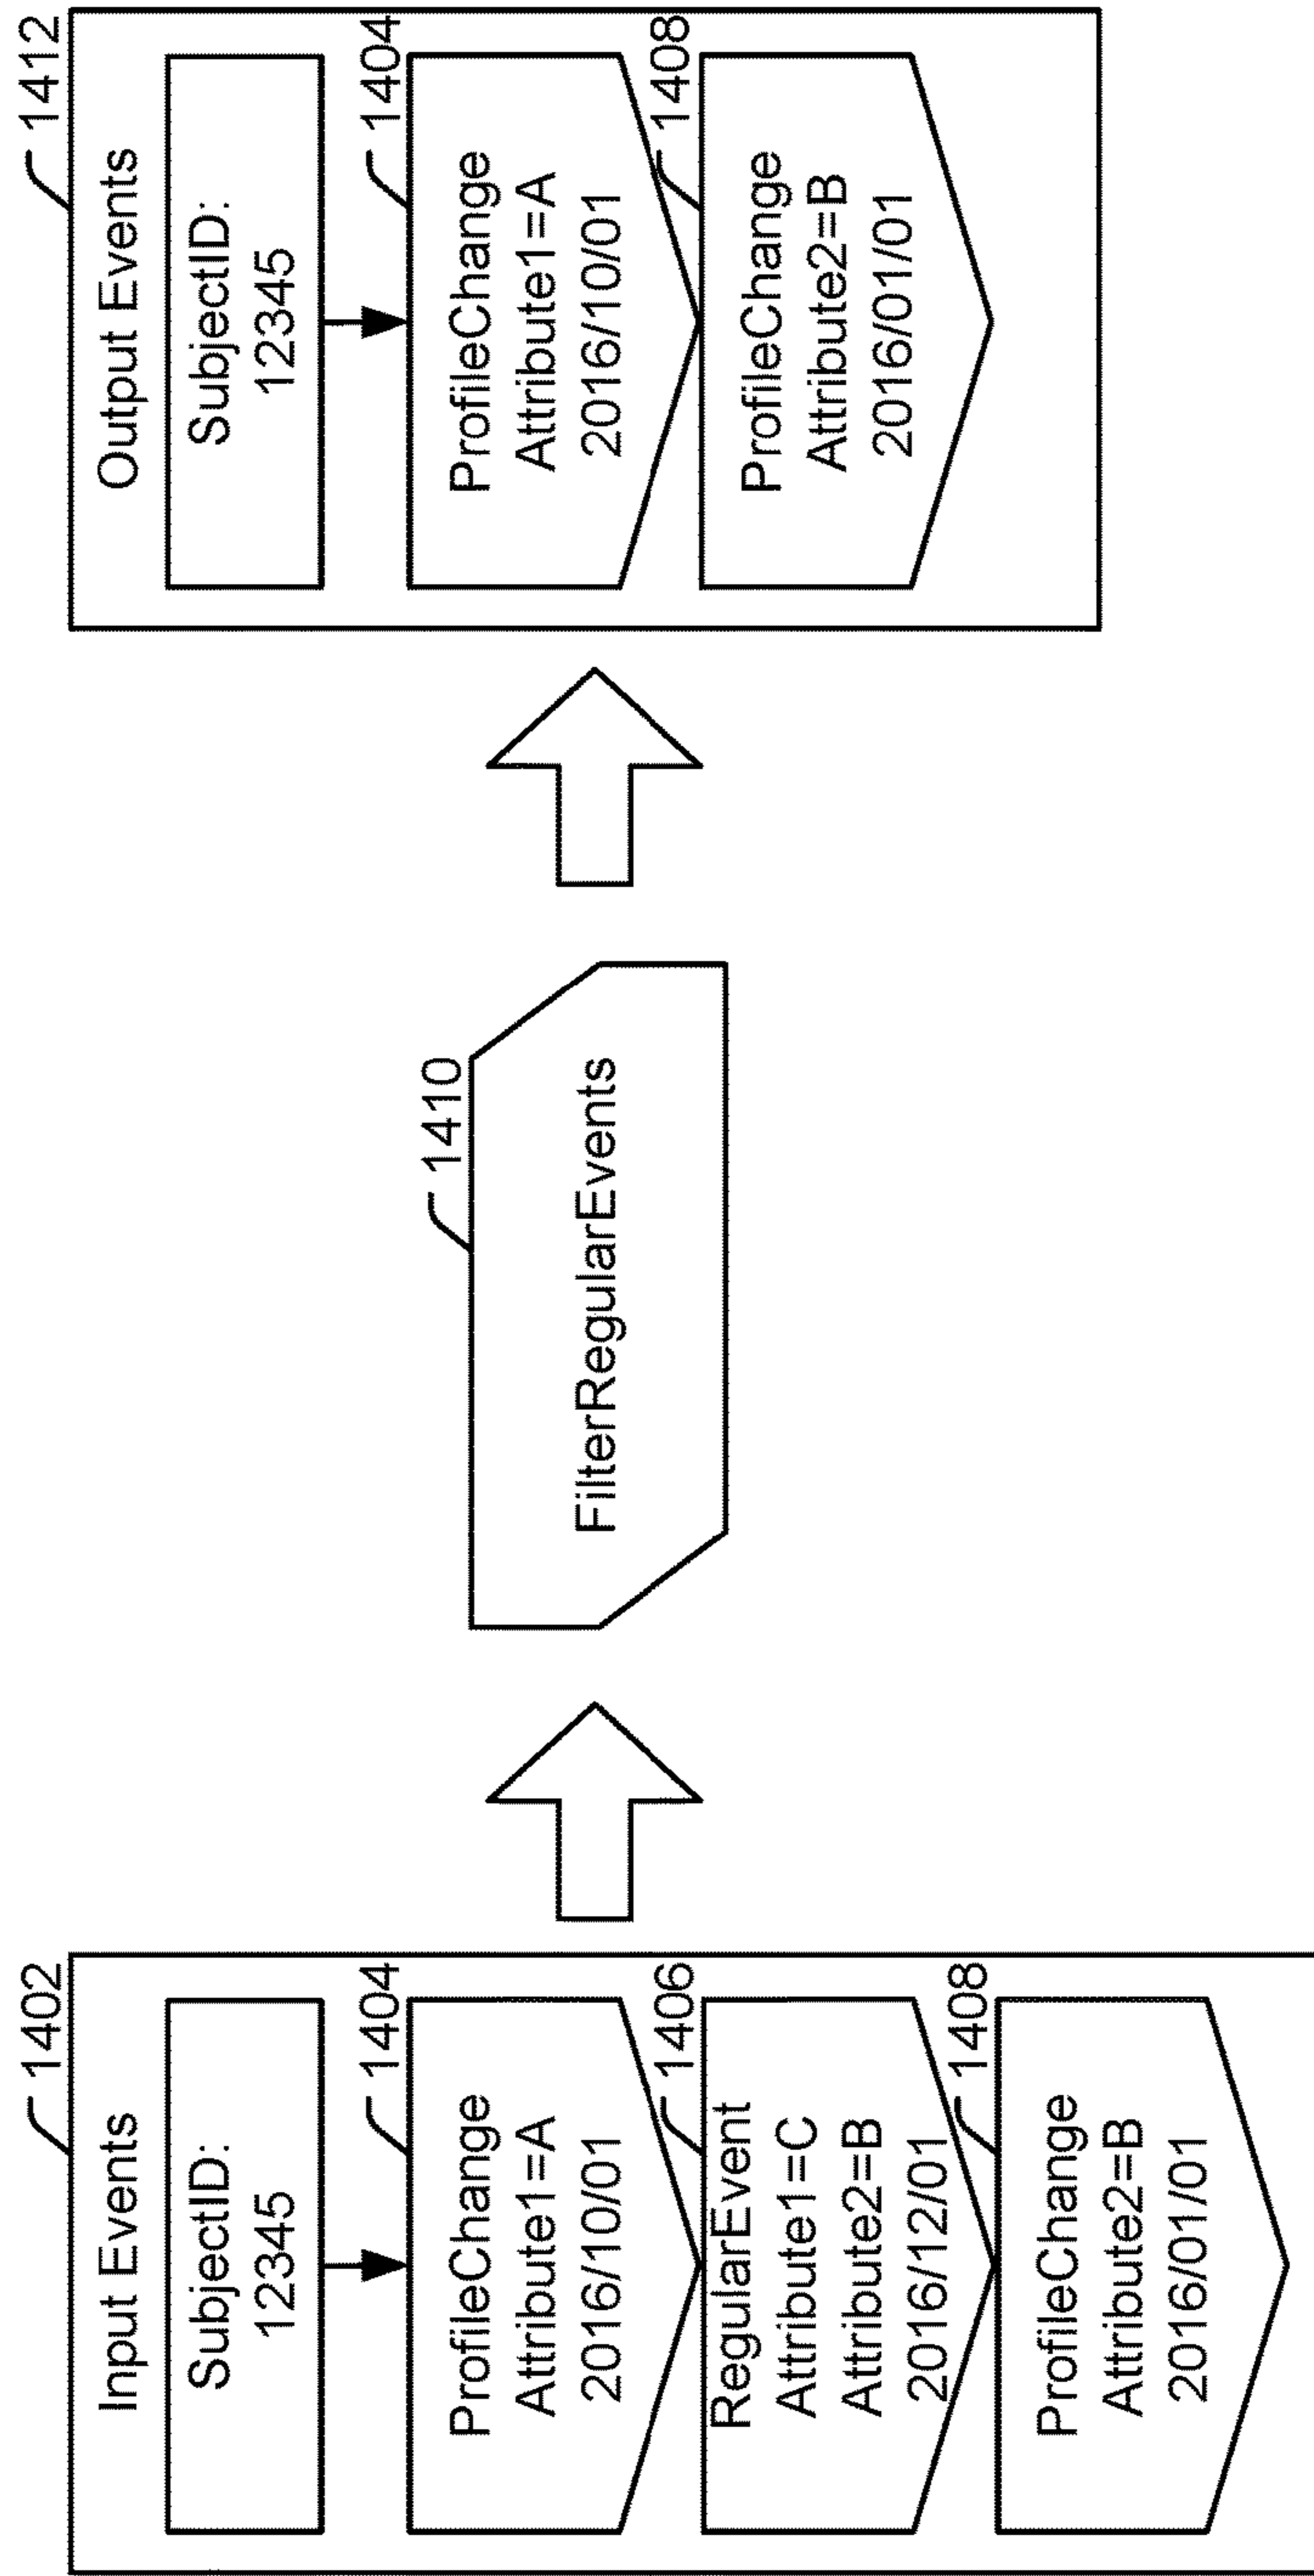 1402
Input Events
SubjectID:
12345
1404
ProfileChange
Attribute1=A
2016/10/01
1406
RegularEvent
Attribute1=C
Attribute2=B
2016/12/01
1408
ProfileChange
Attribute2=B
2016/01/01
1410
FilterRegularEvents
1412
Output Events
SubjectID:
12345
1404
ProfileChange
Attribute1=A
2016/10/01
1408
ProfileChange
Attribute2=B
2016/01/01